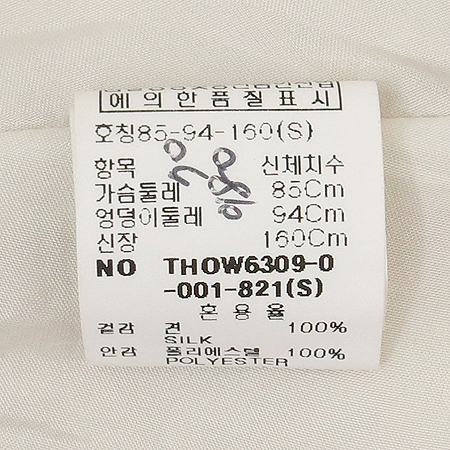 에 의 한 품 질 표 시
호칭85-94-160(S)
항목 신체치수
가슴둘레 85Cm
엉덩이둘레 94Cm
신장 160Cm
NO THOW6309-0
-001-821(S)
혼 용 율
겉감 견 100%
SILK
안감 폴리에스텔 100%
POLYESTER